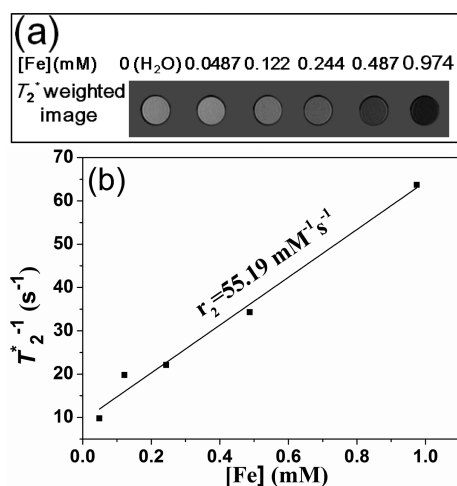 (a)
[Fe](mM) 0 (H₂O) 0.0487 0.122 0.244 0.487 0.974
T₂* weighted
image
(b)
r₂=55.19 mM⁻¹s⁻¹
T*₂⁻¹ (s⁻¹)
70
60
50
40
30
20
10
0.0 0.2 0.4 0.6 0.8 1.0
[Fe] (mM)